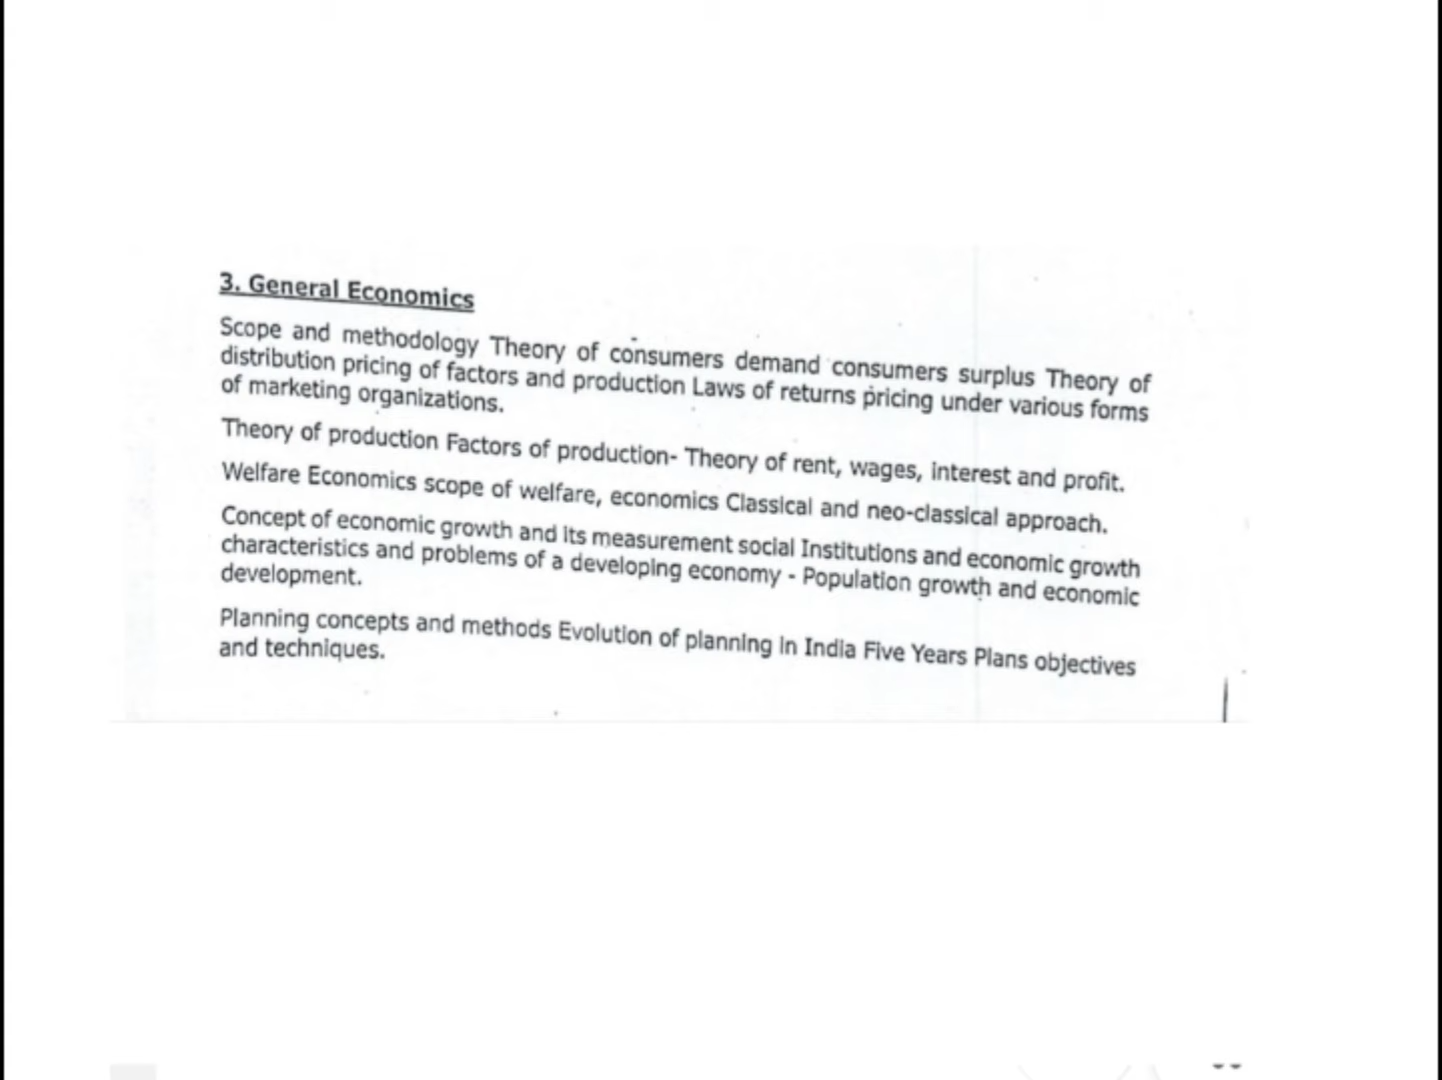 3. General Economics
Scope and methodology Theory of consumers demand consumers surplus Theory of
distribution pricing of factors and production Laws of returns pricing under various forms
of marketing organizations.
Theory of production Factors of production- Theory of rent, wages, interest and profit.
Welfare Economics scope of welfare, economics Classical and neo-classical approach.
Concept of economic growth and its measurement social Institutions and economic growth
characteristics and problems of a developing economy - Population growth and economic
development.
Planning concepts and methods Evolution of planning in India Five Years Plans objectives
and techniques.